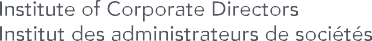 Institute of Corporate Directors
Institut des administrateurs de sociétés